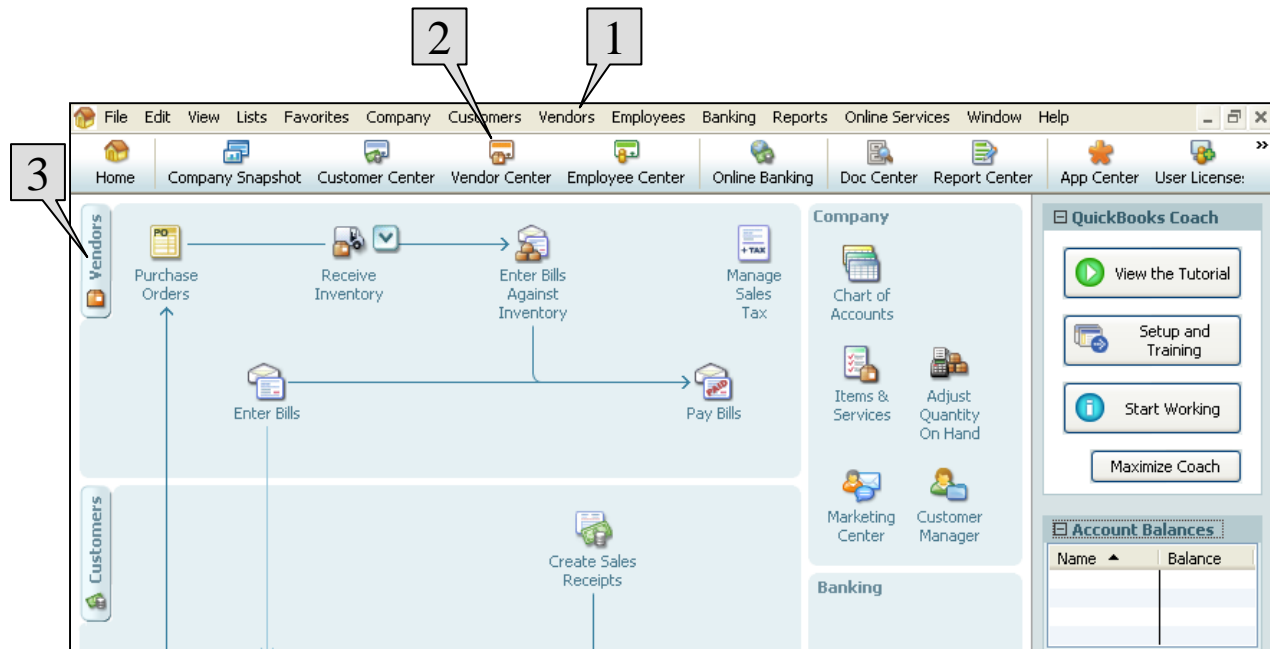 2
1
3
File Edit View Lists Favorites Company Customers Vendors Employees Banking Reports Online Services Window Help
Home Company Snapshot Customer Center Vendor Center Employee Center Online Banking Doc Center Report Center App Center User License: »
Vendors
PO
Purchase
Orders
Receive
Inventory
Enter Bills
Against
Inventory
+ TAX
Manage
Sales
Tax
Enter Bills
PAID
Pay Bills
Customers
Create Sales
Receipts
Company
Chart of
Accounts
Items &
Services
Adjust
Quantity
On Hand
Marketing
Center
Customer
Manager
Banking
QuickBooks Coach
View the Tutorial
Setup and
Training
Start Working
Maximize Coach
Account Balances
Name Balance